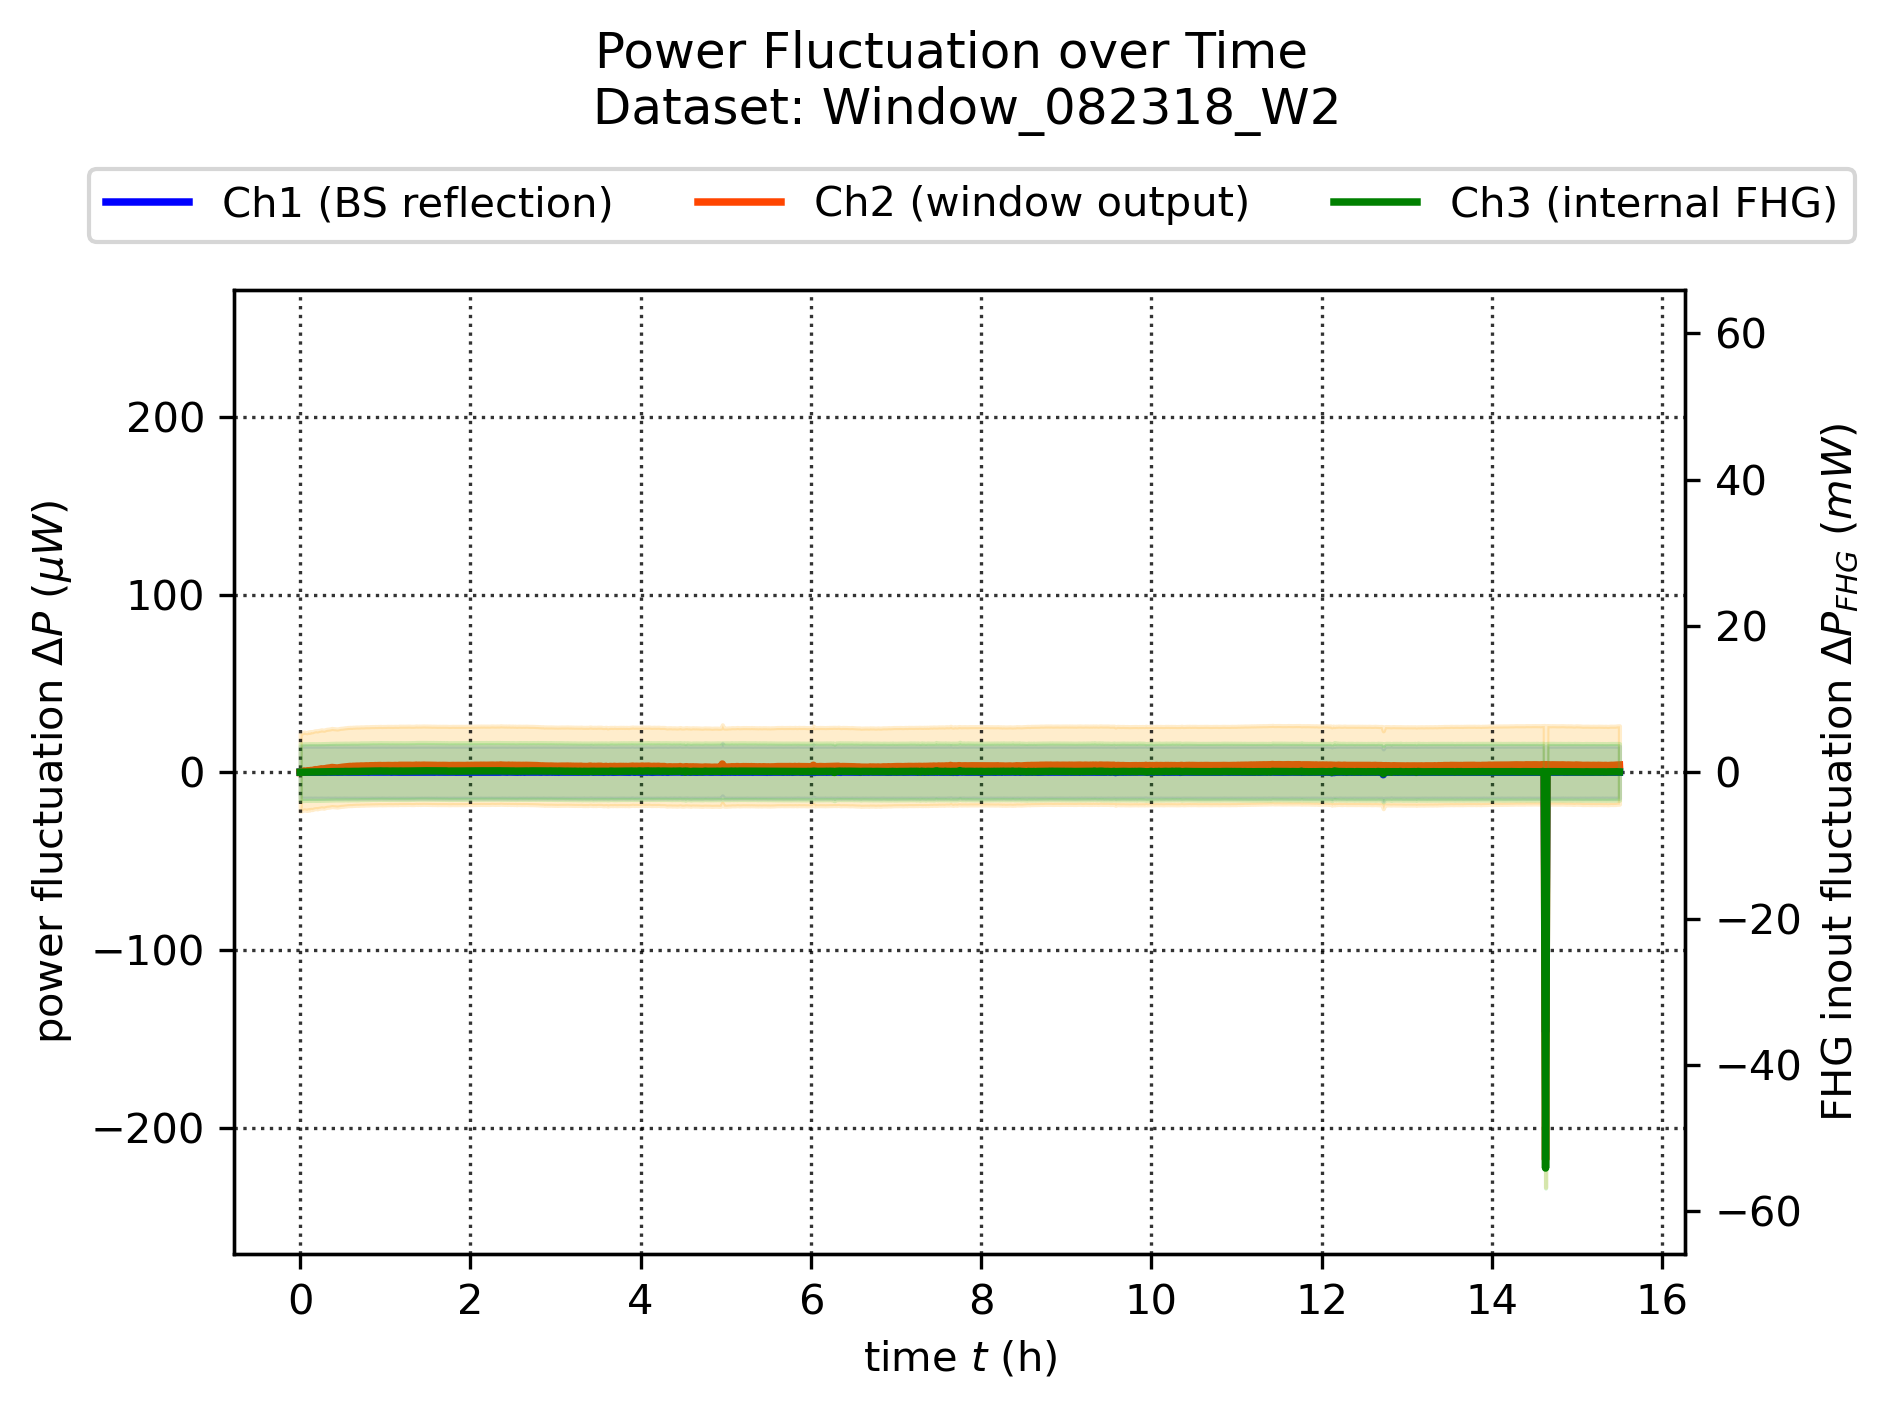 Power Fluctuation over Time
Dataset: Window_082318_W2
Ch1 (BS reflection)
Ch2 (window output)
Ch3 (internal FHG)
power fluctuation ΔP (μW)
200
100
0
−100
−200
60
40
20
0
−20
−40
−60
FHG inout fluctuation ΔP_FHG (mW)
0 2 4 6 8 10 12 14 16
time t (h)